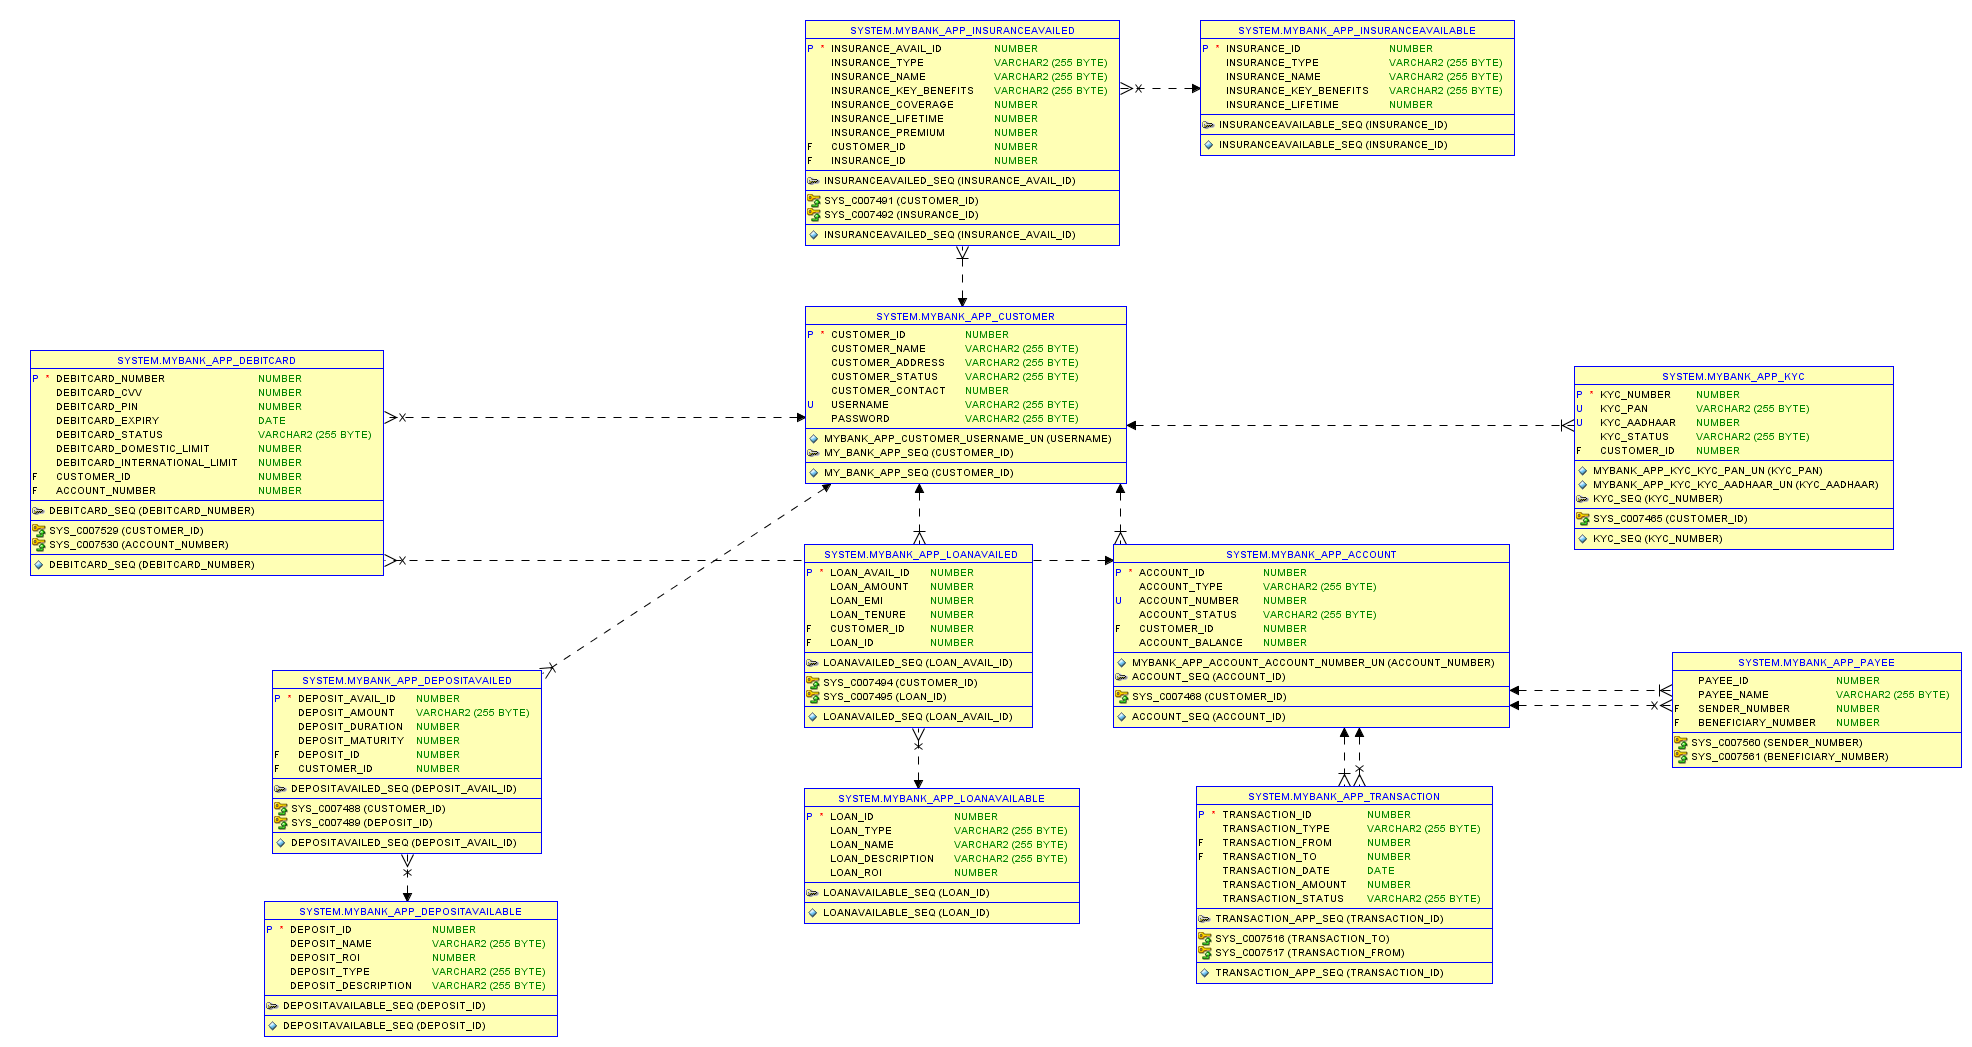 SYSTEM.MYBANK_APP_INSURANCEAVAILED
P * INSURANCE_AVAIL_ID NUMBER
INSURANCE_TYPE VARCHAR2 (255 BYTE)
INSURANCE_NAME VARCHAR2 (255 BYTE)
INSURANCE_KEY_BENEFITS VARCHAR2 (255 BYTE)
INSURANCE_COVERAGE NUMBER
INSURANCE_LIFETIME NUMBER
INSURANCE_PREMIUM NUMBER
F CUSTOMER_ID NUMBER
F INSURANCE_ID NUMBER
INSURANCEAVAILED_SEQ (INSURANCE_AVAIL_ID)
SYS_C007491 (CUSTOMER_ID)
SYS_C007492 (INSURANCE_ID)
INSURANCEAVAILED_SEQ (INSURANCE_AVAIL_ID)
SYSTEM.MYBANK_APP_INSURANCEAVAILABLE
P * INSURANCE_ID NUMBER
INSURANCE_TYPE VARCHAR2 (255 BYTE)
INSURANCE_NAME VARCHAR2 (255 BYTE)
INSURANCE_KEY_BENEFITS VARCHAR2 (255 BYTE)
INSURANCE_LIFETIME NUMBER
INSURANCEAVAILABLE_SEQ (INSURANCE_ID)
INSURANCEAVAILABLE_SEQ (INSURANCE_ID)
SYSTEM.MYBANK_APP_CUSTOMER
P * CUSTOMER_ID NUMBER
CUSTOMER_NAME VARCHAR2 (255 BYTE)
CUSTOMER_ADDRESS VARCHAR2 (255 BYTE)
CUSTOMER_STATUS VARCHAR2 (255 BYTE)
CUSTOMER_CONTACT NUMBER
U USERNAME VARCHAR2 (255 BYTE)
PASSWORD VARCHAR2 (255 BYTE)
MYBANK_APP_CUSTOMER_USERNAME_UN (USERNAME)
MY_BANK_APP_SEQ (CUSTOMER_ID)
MY_BANK_APP_SEQ (CUSTOMER_ID)
SYSTEM.MYBANK_APP_DEBITCARD
P * DEBITCARD_NUMBER NUMBER
DEBITCARD_CVV NUMBER
DEBITCARD_PIN NUMBER
DEBITCARD_EXPIRY DATE
DEBITCARD_STATUS VARCHAR2 (255 BYTE)
DEBITCARD_DOMESTIC_LIMIT NUMBER
DEBITCARD_INTERNATIONAL_LIMIT NUMBER
F CUSTOMER_ID NUMBER
F ACCOUNT_NUMBER NUMBER
DEBITCARD_SEQ (DEBITCARD_NUMBER)
SYS_C007529 (CUSTOMER_ID)
SYS_C007530 (ACCOUNT_NUMBER)
DEBITCARD_SEQ (DEBITCARD_NUMBER)
SYSTEM.MYBANK_APP_KYC
P * KYC_NUMBER NUMBER
U KYC_PAN VARCHAR2 (255 BYTE)
U KYC_AADHAAR NUMBER
KYC_STATUS VARCHAR2 (255 BYTE)
F CUSTOMER_ID NUMBER
MYBANK_APP_KYC_KYC_PAN_UN (KYC_PAN)
MYBANK_APP_KYC_KYC_AADHAAR_UN (KYC_AADHAAR)
KYC_SEQ (KYC_NUMBER)
SYS_C007465 (CUSTOMER_ID)
KYC_SEQ (KYC_NUMBER)
SYSTEM.MYBANK_APP_LOANAVAILED
P * LOAN_AVAIL_ID NUMBER
LOAN_AMOUNT NUMBER
LOAN_EMI NUMBER
LOAN_TENURE NUMBER
F CUSTOMER_ID NUMBER
F LOAN_ID NUMBER
LOANAVAILED_SEQ (LOAN_AVAIL_ID)
SYS_C007494 (CUSTOMER_ID)
SYS_C007495 (LOAN_ID)
LOANAVAILED_SEQ (LOAN_AVAIL_ID)
SYSTEM.MYBANK_APP_ACCOUNT
P * ACCOUNT_ID NUMBER
ACCOUNT_TYPE VARCHAR2 (255 BYTE)
U ACCOUNT_NUMBER NUMBER
ACCOUNT_STATUS VARCHAR2 (255 BYTE)
F CUSTOMER_ID NUMBER
ACCOUNT_BALANCE NUMBER
MYBANK_APP_ACCOUNT_ACCOUNT_NUMBER_UN (ACCOUNT_NUMBER)
ACCOUNT_SEQ (ACCOUNT_ID)
SYS_C007468 (CUSTOMER_ID)
ACCOUNT_SEQ (ACCOUNT_ID)
SYSTEM.MYBANK_APP_PAYEE
PAYEE_ID NUMBER
PAYEE_NAME VARCHAR2 (255 BYTE)
F SENDER_NUMBER NUMBER
F BENEFICIARY_NUMBER NUMBER
SYS_C007560 (SENDER_NUMBER)
SYS_C007561 (BENEFICIARY_NUMBER)
SYSTEM.MYBANK_APP_DEPOSITAVAILED
P * DEPOSIT_AVAIL_ID NUMBER
DEPOSIT_AMOUNT VARCHAR2 (255 BYTE)
DEPOSIT_DURATION NUMBER
DEPOSIT_MATURITY NUMBER
F DEPOSIT_ID NUMBER
F CUSTOMER_ID NUMBER
DEPOSITAVAILED_SEQ (DEPOSIT_AVAIL_ID)
SYS_C007488 (CUSTOMER_ID)
SYS_C007489 (DEPOSIT_ID)
DEPOSITAVAILED_SEQ (DEPOSIT_AVAIL_ID)
SYSTEM.MYBANK_APP_LOANAVAILABLE
P * LOAN_ID NUMBER
LOAN_TYPE VARCHAR2 (255 BYTE)
LOAN_NAME VARCHAR2 (255 BYTE)
LOAN_DESCRIPTION VARCHAR2 (255 BYTE)
LOAN_ROI NUMBER
LOANAVAILABLE_SEQ (LOAN_ID)
LOANAVAILABLE_SEQ (LOAN_ID)
SYSTEM.MYBANK_APP_TRANSACTION
P * TRANSACTION_ID NUMBER
TRANSACTION_TYPE VARCHAR2 (255 BYTE)
F TRANSACTION_FROM NUMBER
F TRANSACTION_TO NUMBER
TRANSACTION_DATE DATE
TRANSACTION_AMOUNT NUMBER
TRANSACTION_STATUS VARCHAR2 (255 BYTE)
TRANSACTION_APP_SEQ (TRANSACTION_ID)
SYS_C007516 (TRANSACTION_TO)
SYS_C007517 (TRANSACTION_FROM)
TRANSACTION_APP_SEQ (TRANSACTION_ID)
SYSTEM.MYBANK_APP_DEPOSITAVAILABLE
P * DEPOSIT_ID NUMBER
DEPOSIT_NAME VARCHAR2 (255 BYTE)
DEPOSIT_ROI NUMBER
DEPOSIT_TYPE VARCHAR2 (255 BYTE)
DEPOSIT_DESCRIPTION VARCHAR2 (255 BYTE)
DEPOSITAVAILABLE_SEQ (DEPOSIT_ID)
DEPOSITAVAILABLE_SEQ (DEPOSIT_ID)